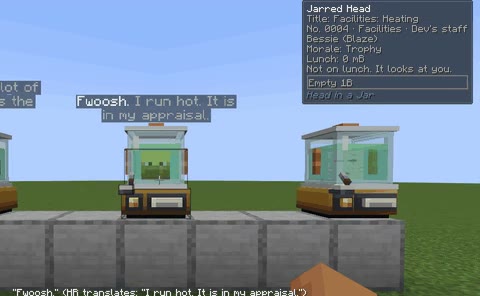 Jarred Head
Title: Facilities: Heating
No. 0004 · Facilities · Dev's staff
Bessie (Blaze)
Morale: Trophy
Lunch: 0 mB
Not on lunch. It looks at you.
Empty 1B
Head in a Jar
lot of
s the
Fwoosh. I run hot. It is
in my appraisal.
"Fwoosh." (HR translates: "I run hot. It is in my appraisal.")